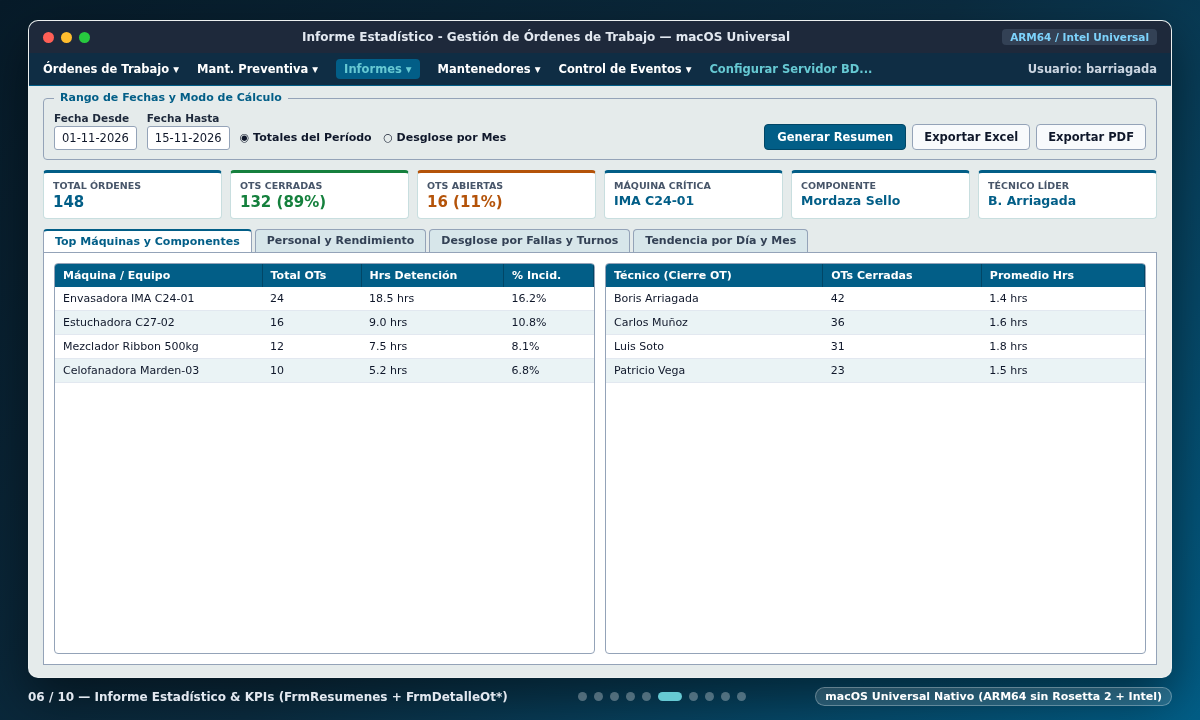 Informe Estadístico - Gestión de Órdenes de Trabajo — macOS Universal
ARM64 / Intel Universal
Órdenes de Trabajo ▾ Mant. Preventiva ▾ Informes ▾ Mantenedores ▾ Control de Eventos ▾ Configurar Servidor BD... Usuario: barriagada
Rango de Fechas y Modo de Cálculo
Fecha Desde Fecha Hasta
01-11-2026 15-11-2026 ◉ Totales del Período ○ Desglose por Mes Generar Resumen Exportar Excel Exportar PDF
TOTAL ÓRDENES OTS CERRADAS OTS ABIERTAS MÁQUINA CRÍTICA COMPONENTE TÉCNICO LÍDER
148 132 (89%) 16 (11%) IMA C24-01 Mordaza Sello B. Arriagada
Top Máquinas y Componentes Personal y Rendimiento Desglose por Fallas y Turnos Tendencia por Día y Mes
Máquina / Equipo Total OTs Hrs Detención % Incid.
Envasadora IMA C24-01 24 18.5 hrs 16.2%
Estuchadora C27-02 16 9.0 hrs 10.8%
Mezclador Ribbon 500kg 12 7.5 hrs 8.1%
Celofanadora Marden-03 10 5.2 hrs 6.8%
Técnico (Cierre OT) OTs Cerradas Promedio Hrs
Boris Arriagada 42 1.4 hrs
Carlos Muñoz 36 1.6 hrs
Luis Soto 31 1.8 hrs
Patricio Vega 23 1.5 hrs
06 / 10 — Informe Estadístico & KPIs (FrmResumenes + FrmDetalleOt*)
macOS Universal Nativo (ARM64 sin Rosetta 2 + Intel)